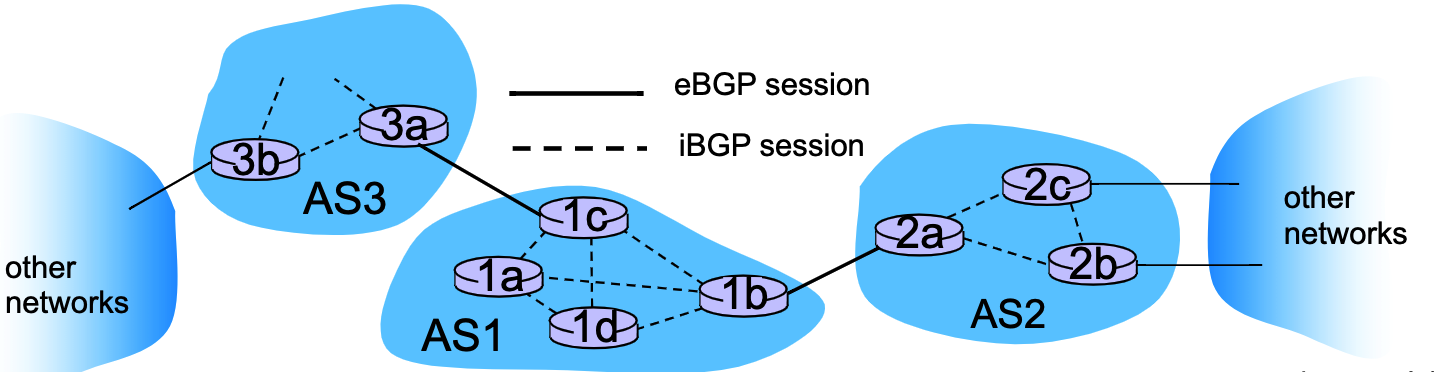 eBGP session
iBGP session
3a
3b
AS3
1c
1a
1b
1d
AS1
2c
2a
2b
AS2
other
networks
other
networks